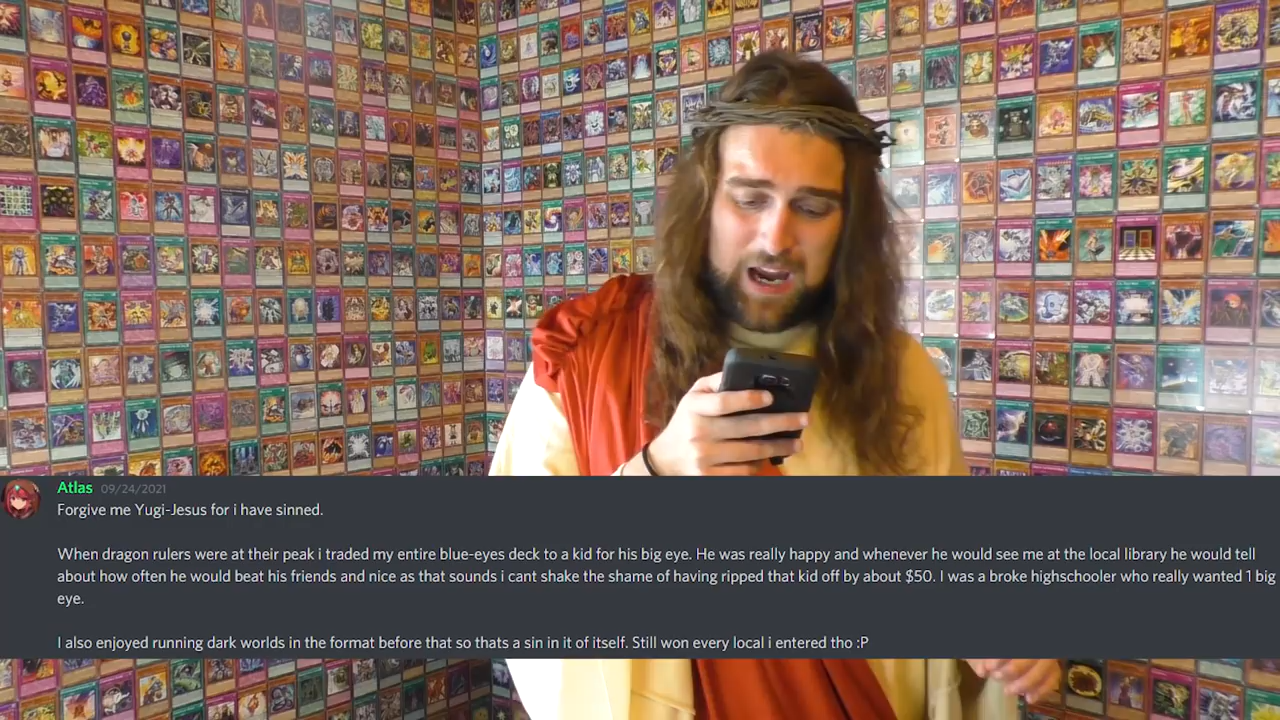 Atlas 09/24/2021
Forgive me Yugi-Jesus for i have sinned.
When dragon rulers were at their peak i traded my entire blue-eyes deck to a kid for his big eye. He was really happy and whenever he would see me at the local library he would tell
about how often he would beat his friends and nice as that sounds i cant shake the shame of having ripped that kid off by about $50. I was a broke highschooler who really wanted 1 big
eye.
I also enjoyed running dark worlds in the format before that so thats a sin in it of itself. Still won every local i entered tho :P